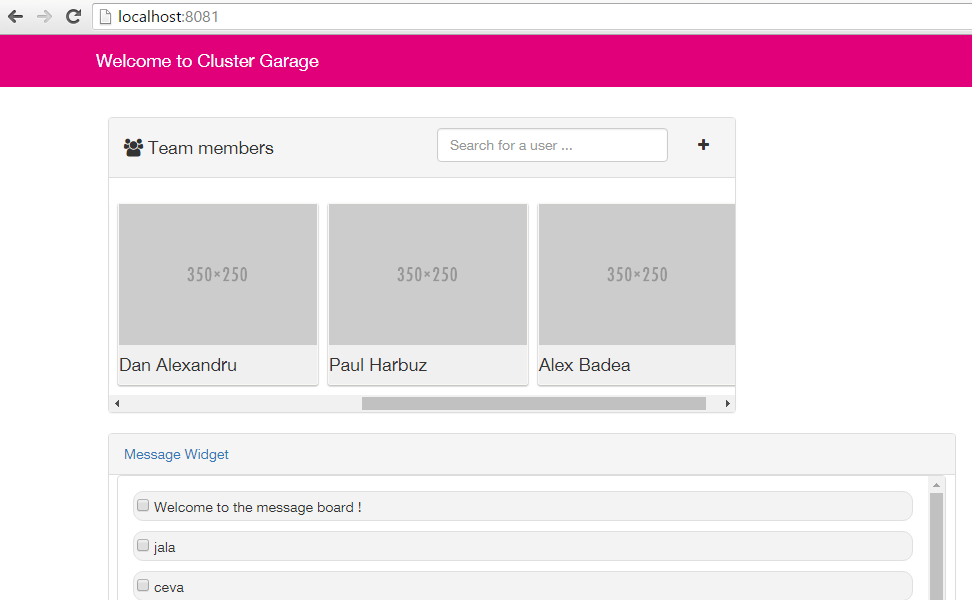 localhost:8081
Welcome to Cluster Garage
Team members
Search for a user ...
350×250
350×250
350×250
Dan Alexandru
Paul Harbuz
Alex Badea
Message Widget
Welcome to the message board !
jala
ceva